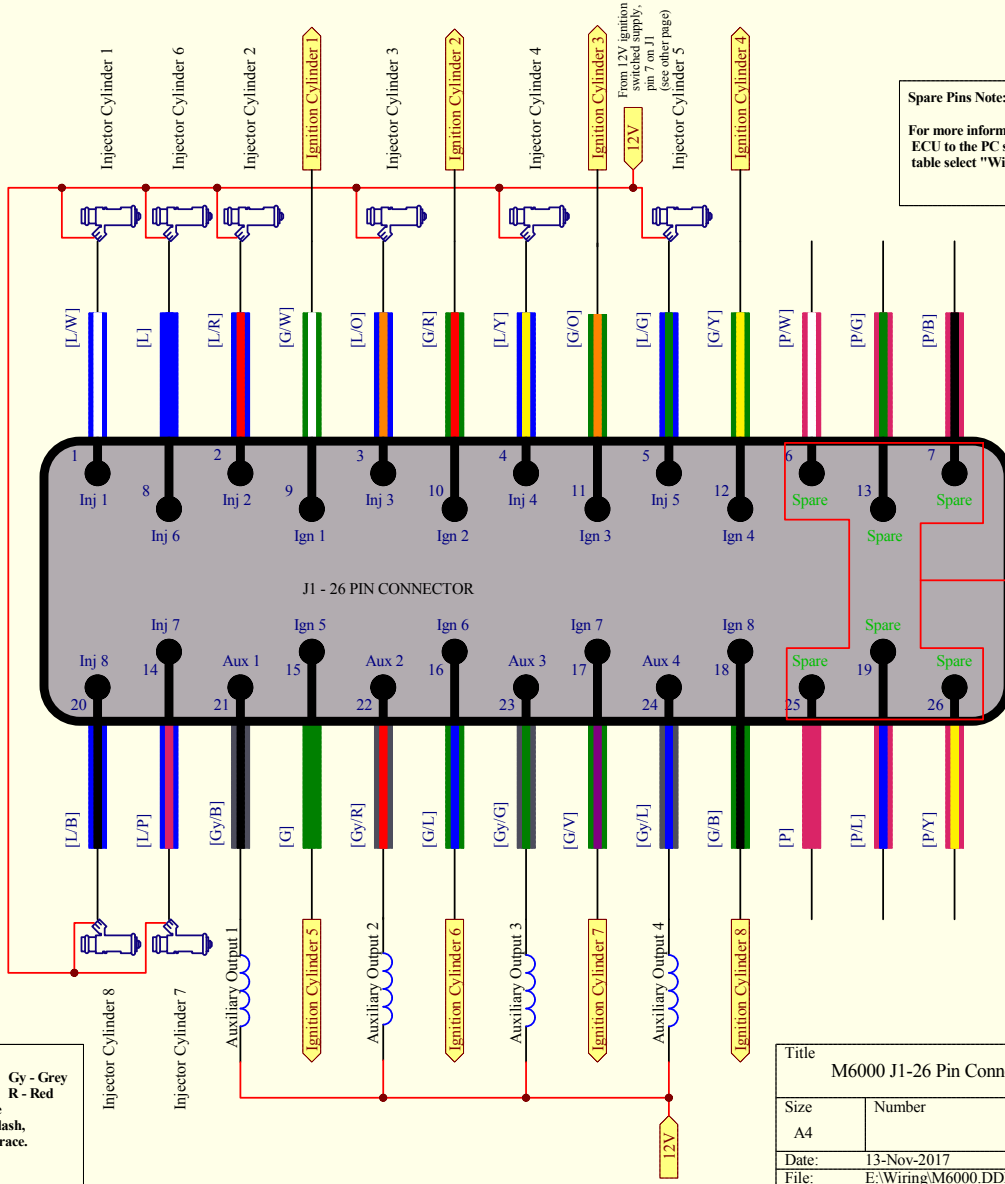 Injector Cylinder 1
Injector Cylinder 6
Injector Cylinder 2
Ignition Cylinder 1
Injector Cylinder 3
Ignition Cylinder 2
Injector Cylinder 4
Ignition Cylinder 3
From 12V ignition
switched supply,
pin 7 on J1
(see other page)
12V
Injector Cylinder 5
Ignition Cylinder 4
Spare Pins Note:
For more inform
ECU to the PC s
table select "Wi
[L/W]
[L]
[L/R]
[G/W]
[L/O]
[G/R]
[L/Y]
[G/O]
[L/G]
[G/Y]
[P/W]
[P/G]
[P/B]
1
8
2
9
3
10
4
11
5
12
6
13
7
Inj 1
Inj 6
Inj 2
Ign 1
Inj 3
Ign 2
Inj 4
Ign 3
Inj 5
Ign 4
Spare
Spare
Spare
J1 - 26 PIN CONNECTOR
Inj 8
Inj 7
Aux 1
Ign 5
Aux 2
Ign 6
Aux 3
Ign 7
Aux 4
Ign 8
Spare
Spare
Spare
20
14
21
15
22
16
23
17
24
18
25
19
26
[L/B]
[L/P]
[Gy/B]
[G]
[Gy/R]
[G/L]
[Gy/G]
[G/V]
[Gy/L]
[G/B]
[P]
[P/L]
[P/Y]
Injector Cylinder 8
Injector Cylinder 7
Auxiliary Output 1
Ignition Cylinder 5
Auxiliary Output 2
Ignition Cylinder 6
Auxiliary Output 3
Ignition Cylinder 7
Auxiliary Output 4
Ignition Cylinder 8
12V
Gy - Grey
R - Red
e
lash,
race.
Title
M6000 J1-26 Pin Conn
Size
Number
A4
Date:
13-Nov-2017
File:
E:\Wiring\M6000.DD